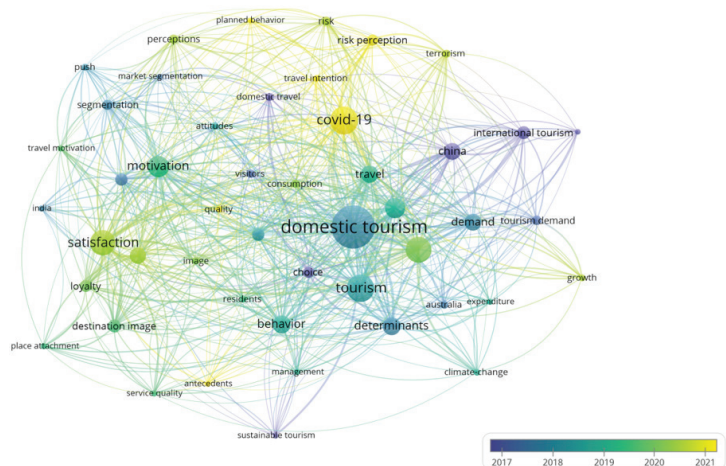 planned behavior
risk
perceptions
risk perception
terrorism
push
market segmentation
travel intention
domestic travel
segmentation
covid-19
attitudes
international tourism
travel motivation
motivation
china
visitors
consumption
travel
india
quality
domestic tourism
demand
tourism demand
satisfaction
image
choice
growth
loyalty
tourism
residents
australia
expenditure
destination image
behavior
determinants
place attachment
management
climate change
antecedents
service quality
sustainable tourism
2017 2018 2019 2020 2021